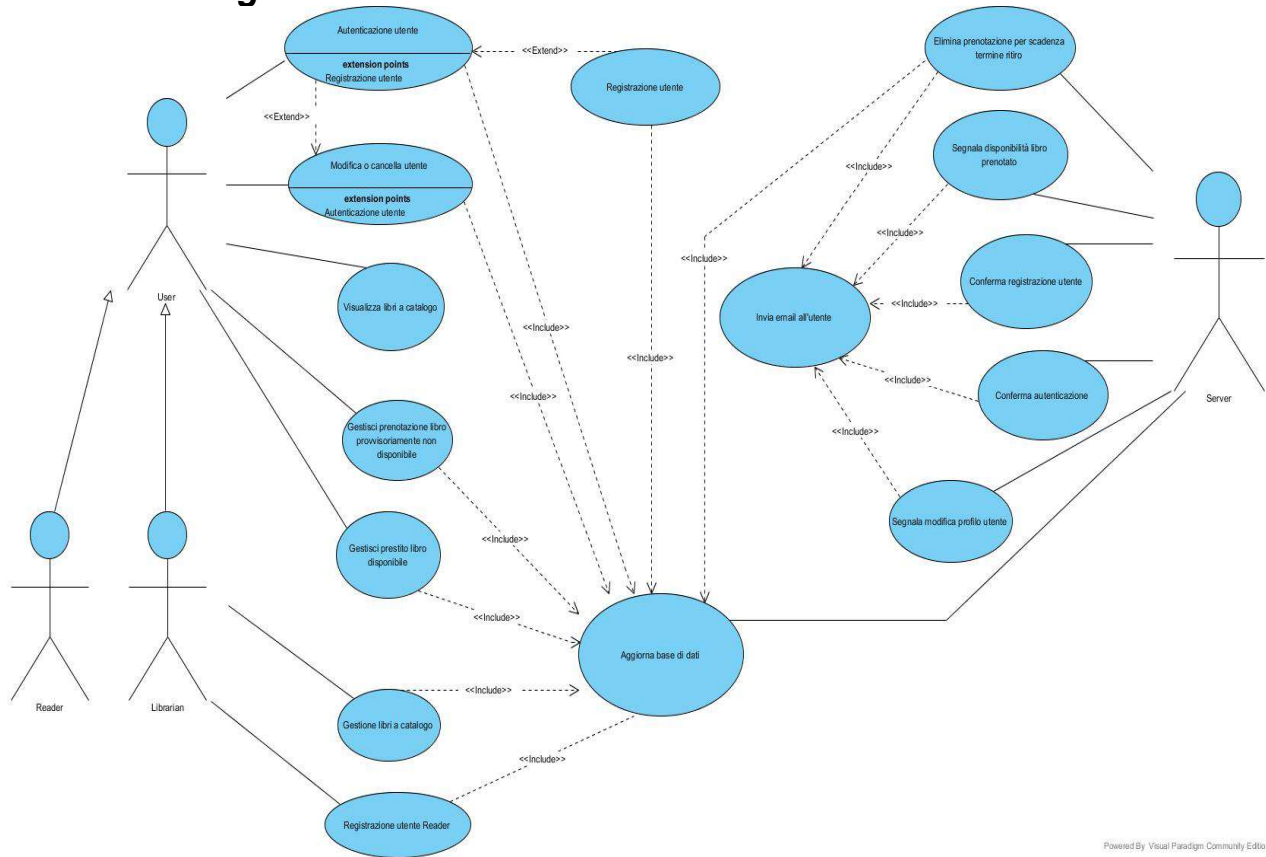 Autenticazione utente
extension points
Registrazione utente
<<Extend>>
Registrazione utente
<<Extend>>
Modifica o cancella utente
extension points
Autenticazione utente
User
Visualizza libri a catalogo
Gestisci prenotazione libro
provvisoriamente non
disponibile
Gestisci prestito libro
disponibile
Reader
Librarian
Gestione libri a catalogo
Registrazione utente Reader
<<Include>>
<<Include>>
<<Include>>
<<Include>>
<<Include>>
<<Include>>
<<Include>>
Aggiorna base di dati
Elimina prenotazione per scadenza
termine ritiro
Segnala disponibilità libro
prenotato
<<Include>>
<<Include>>
<<Include>>
Conferma registrazione utente
<<Include>>
Invia email all'utente
<<Include>>
Conferma autenticazione
<<Include>>
Segnala modifica profilo utente
Server
Powered By Visual Paradigm Community Editio